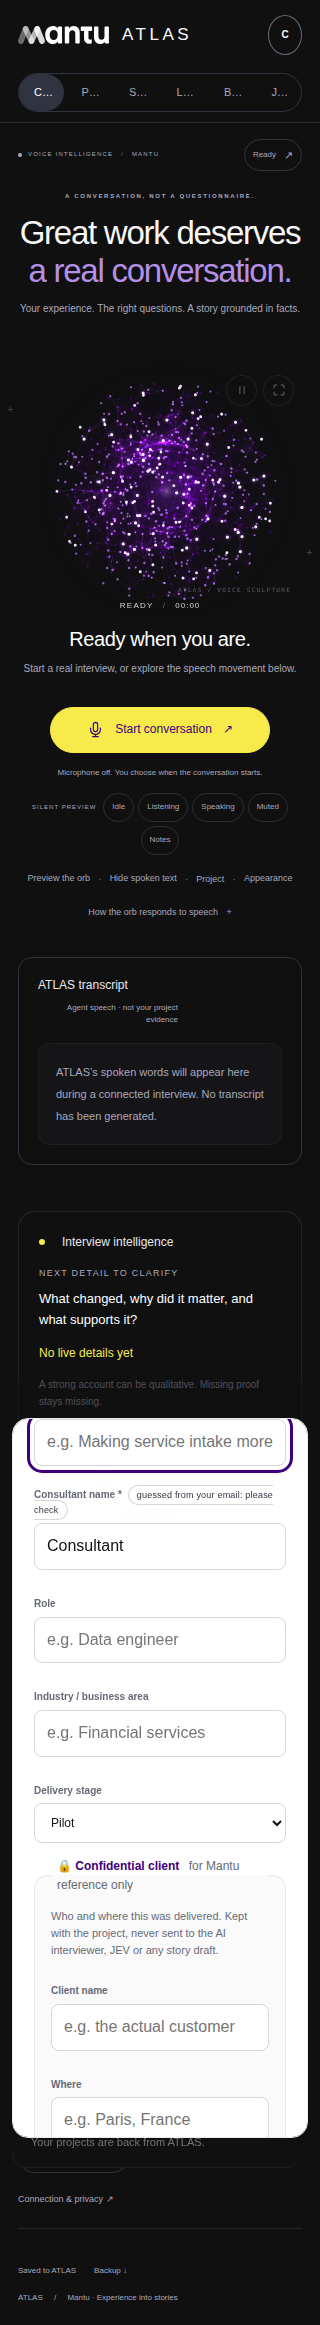 mantu ATLAS
C
C... P... S... L... B... J...
VOICE INTELLIGENCE / MANTU
Ready ↗
A CONVERSATION, NOT A QUESTIONNAIRE.
Great work deserves
a real conversation.
Your experience. The right questions. A story grounded in facts.
/ VOICE SCULPTURE
READY / 00:00
Ready when you are.
Start a real interview, or explore the speech movement below.
Start conversation ↗
Microphone off. You choose when the conversation starts.
SILENT PREVIEW Idle Listening Speaking Muted
Notes
Preview the orb · Hide spoken text · Project · Appearance
How the orb responds to speech +
ATLAS transcript
Agent speech · not your project
evidence
ATLAS's spoken words will appear here
during a connected interview. No transcript
has been generated.
Interview intelligence
NEXT DETAIL TO CLARIFY
What changed, why did it matter, and
what supports it?
No live details yet
A strong account can be qualitative. Missing proof
stays missing.
e.g. Making service intake more
Consultant name * guessed from your email: please
check
Consultant
Role
e.g. Data engineer
Industry / business area
e.g. Financial services
Delivery stage
Pilot
🔒 Confidential client for Mantu
reference only
Who and where this was delivered. Kept
with the project, never sent to the AI
interviewer, JEV or any story draft.
Client name
e.g. the actual customer
Where
e.g. Paris, France
Your projects are back from ATLAS.
Connection & privacy ↗
Saved to ATLAS Backup ↓
ATLAS / Mantu · Experience into stories